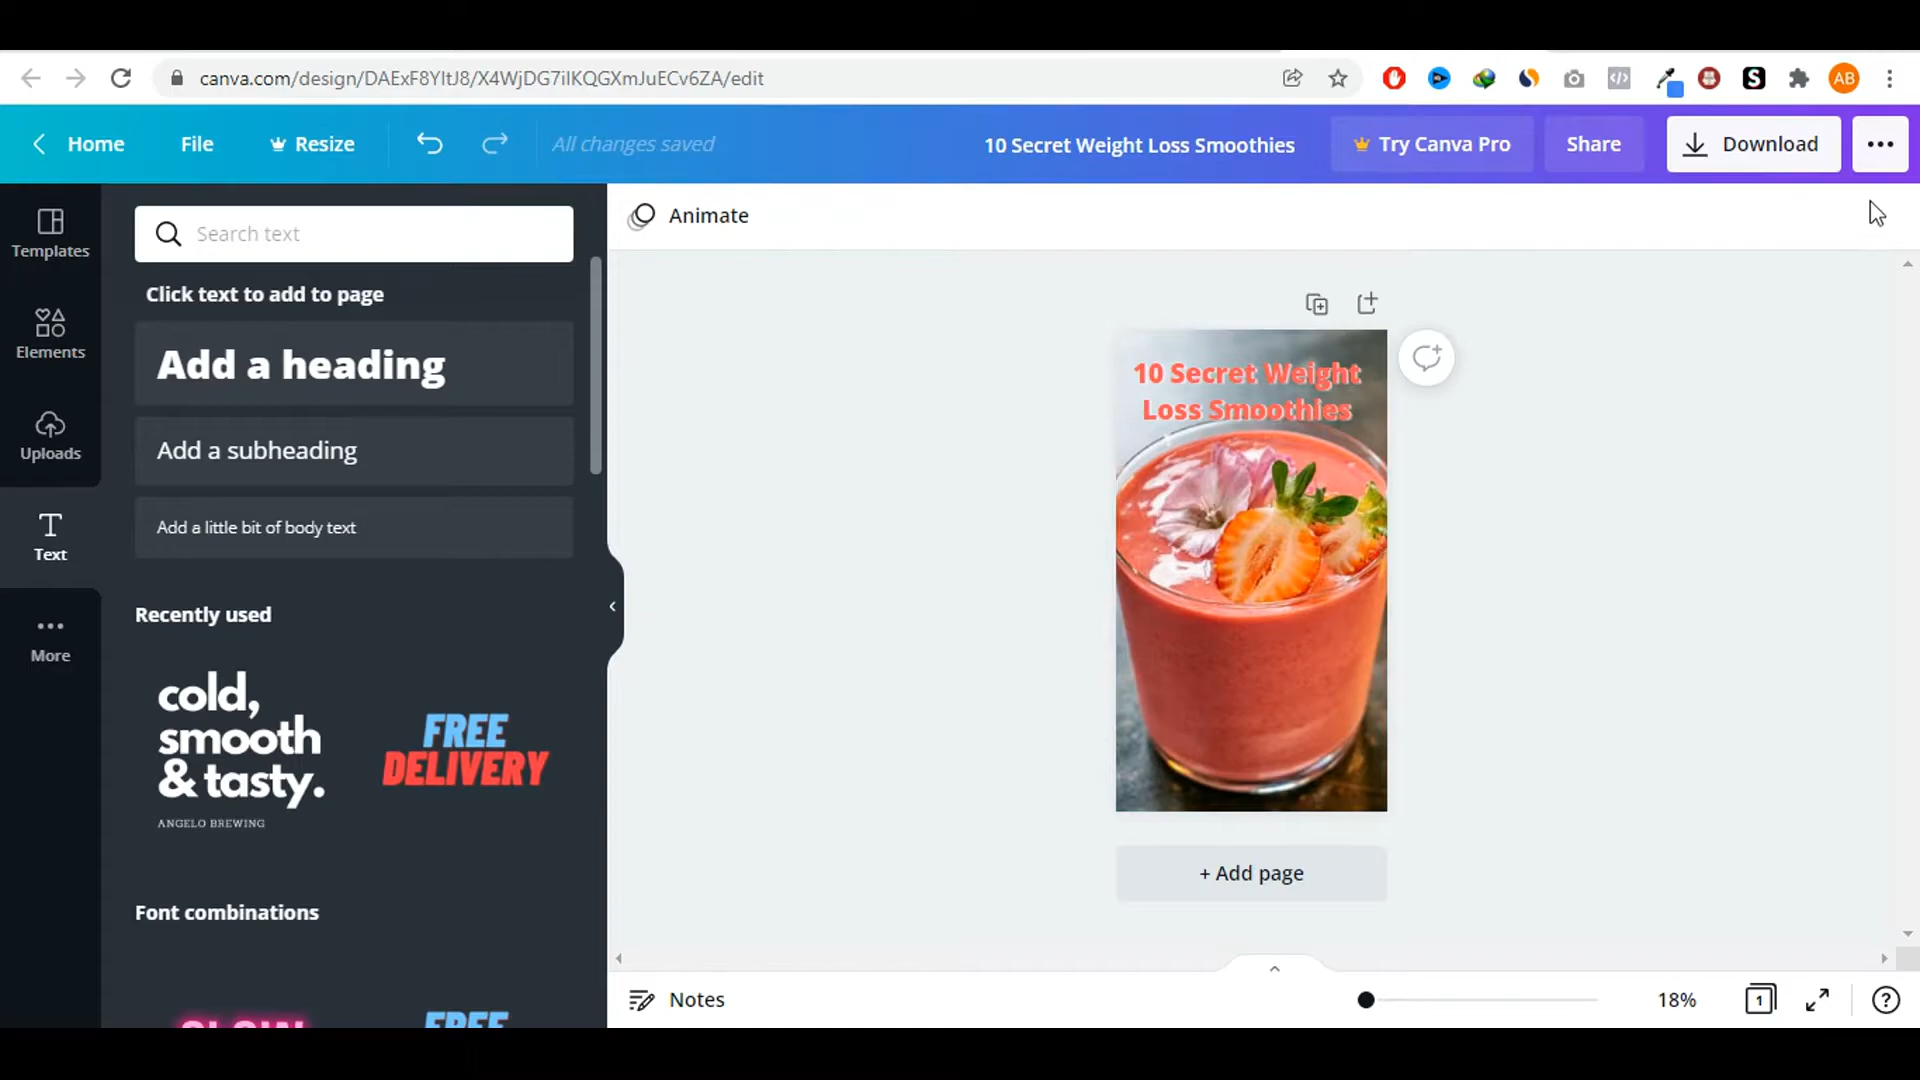 canva.com/design/DAExF8YItJ8/X4WjDG7iIKQGXmJuECv6ZA/edit
AB
Home
File
Resize
All changes saved
10 Secret Weight Loss Smoothies
Try Canva Pro
Share
Download
Templates
Elements
Uploads
Text
More
Search text
Click text to add to page
Add a heading
Add a subheading
Add a little bit of body text
Recently used
cold,
smooth
& tasty.
ANGELO BREWING
FREE
DELIVERY
Font combinations
GLOW
FREE
Animate
10 Secret Weight
Loss Smoothies
+ Add page
Notes
18%
1